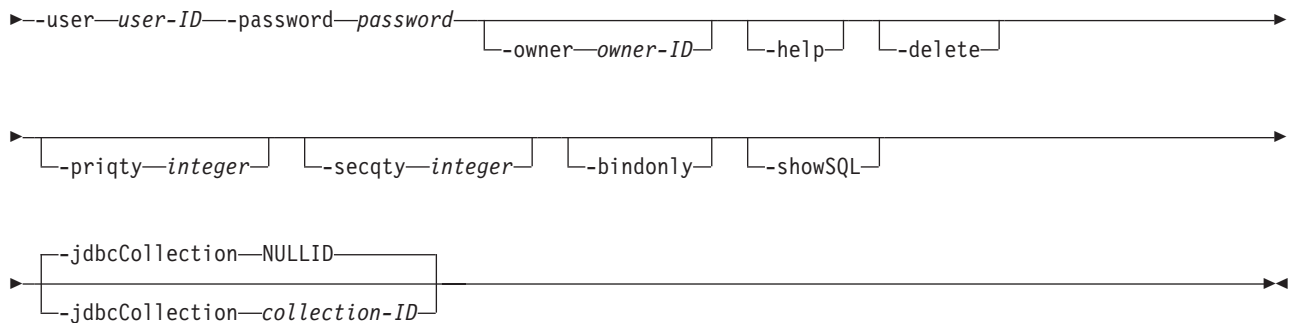 -user user-ID -password password
-owner owner-ID -help -delete
-priqty integer -secqty integer -bindonly -showSQL
-jdbcCollection NULLID
-jdbcCollection collection-ID